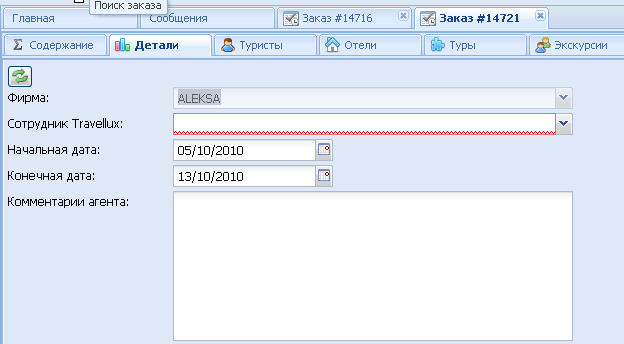 Поиск заказа
Главная
Сообщения
Заказ #14716
Заказ #14721
Содержание
Детали
Туристы
Отели
Туры
Экскурсии
Фирма:
ALEKSA
Сотрудник Travellux:
Начальная дата:
05/10/2010
Конечная дата:
13/10/2010
Комментарии агента: